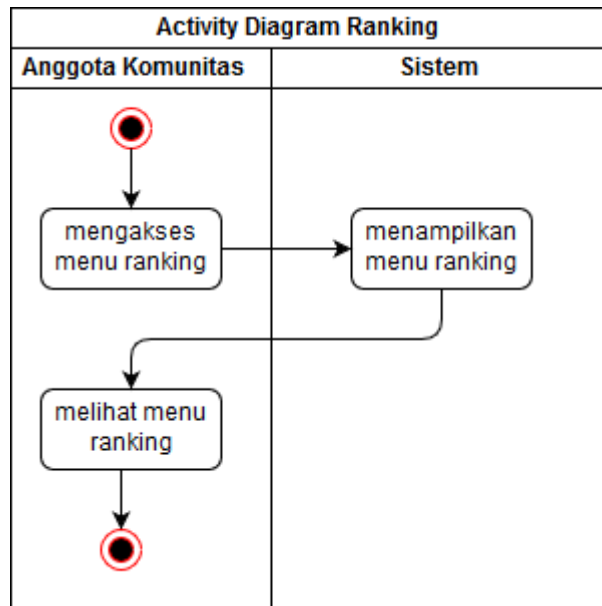 Activity Diagram Ranking
Anggota Komunitas
Sistem
mengakses
menu ranking
menampilkan
menu ranking
melihat menu
ranking